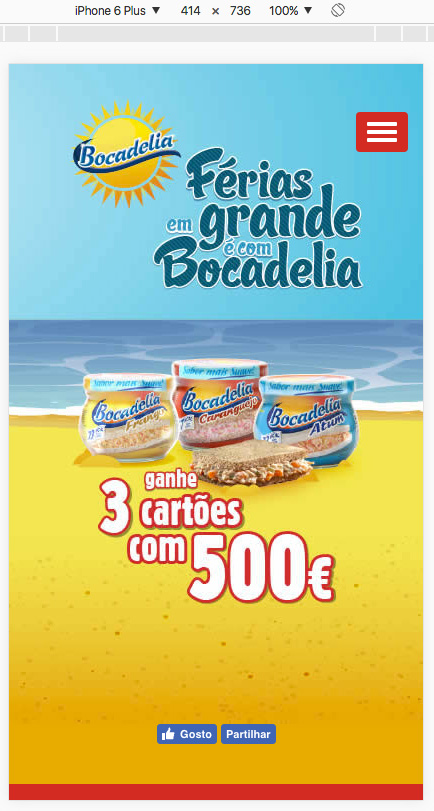 iPhone 6 Plus ▼ 414 × 736 100% ▼
Bocadelia
Férias
em grande
é com
Bocadelia
Sabor mais Suave!
Bocadelia
Frango
Sabor mais Suave!
Bocadelia
Caranguejo
Sabor mais Suave!
Bocadelia
Atum
ganhe
3 cartões
com 500€
Gosto Partilhar